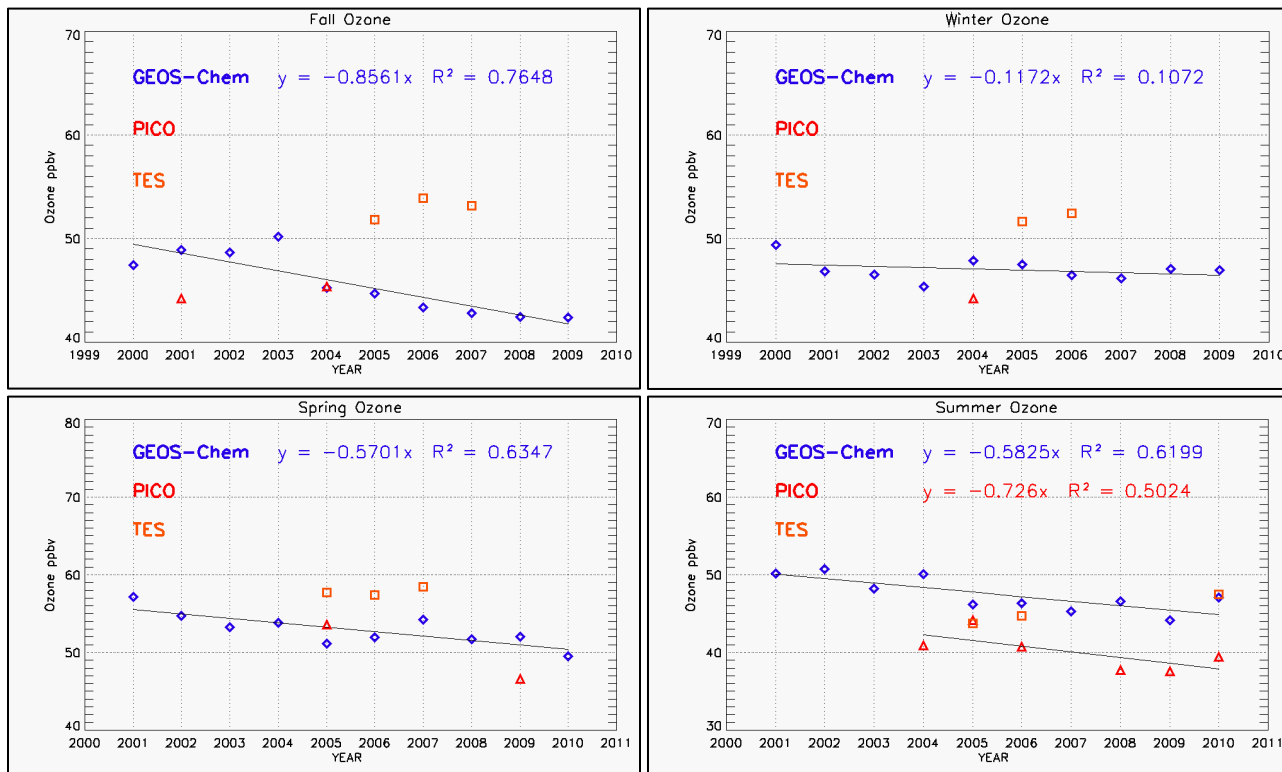 Fall Ozone
70
GEOS-Chem y = -0.8561x R² = 0.7648
PICO
60
TES
Ozone ppbv
50
40
1999 2000 2001 2002 2003 2004 2005 2006 2007 2008 2009 2010
YEAR
Winter Ozone
70
GEOS-Chem y = -0.1172x R² = 0.1072
PICO
60
TES
Ozone ppbv
50
40
1999 2000 2001 2002 2003 2004 2005 2006 2007 2008 2009 2010
YEAR
Spring Ozone
80
GEOS-Chem y = -0.5701x R² = 0.6347
PICO
70
TES
Ozone ppbv
60
50
40
2000 2001 2002 2003 2004 2005 2006 2007 2008 2009 2010 2011
YEAR
Summer Ozone
70
GEOS-Chem y = -0.5825x R² = 0.6199
PICO y = -0.726x R² = 0.5024
60
TES
Ozone ppbv
50
40
30
2000 2001 2002 2003 2004 2005 2006 2007 2008 2009 2010 2011
YEAR